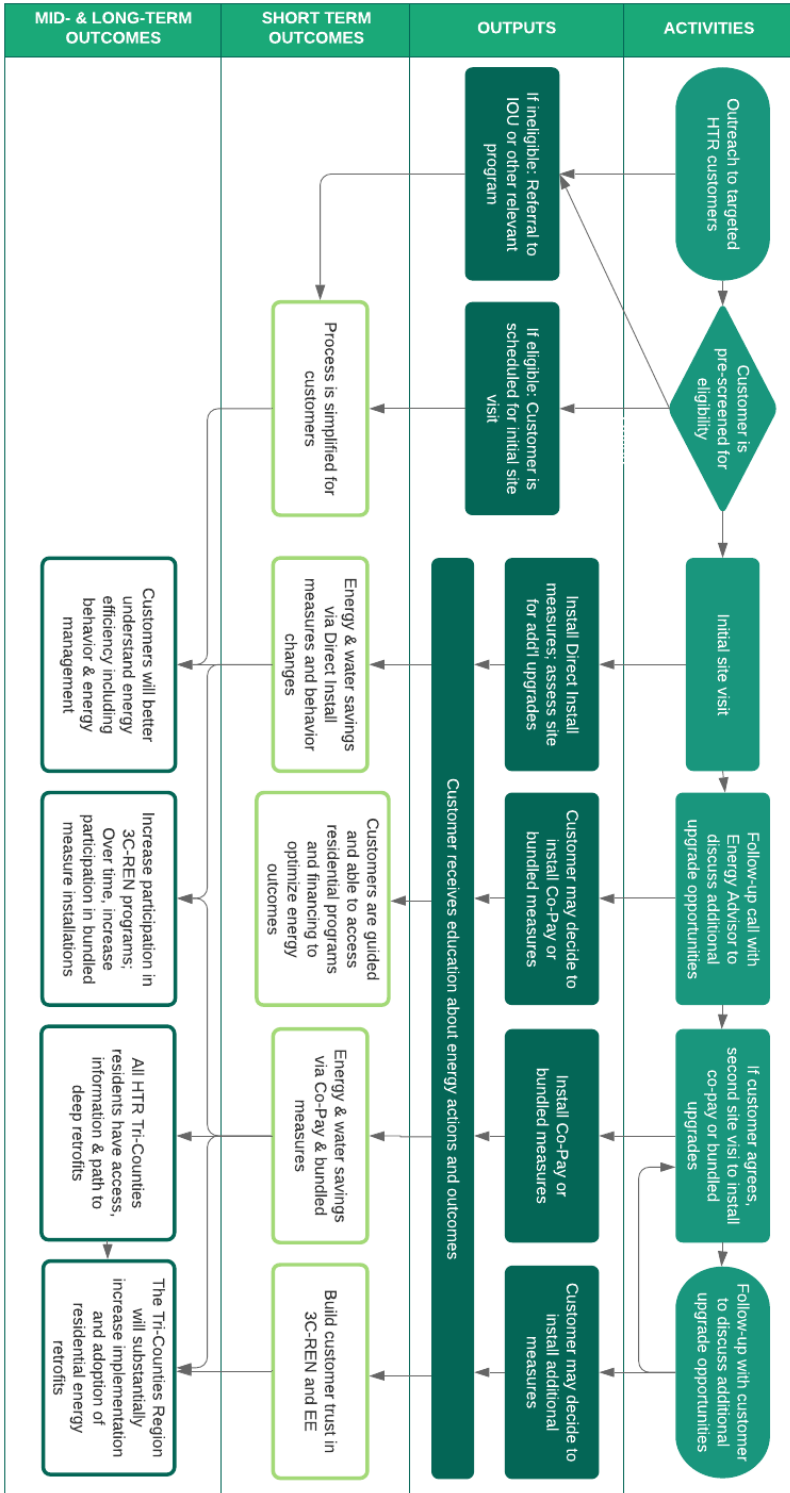 ACTIVITIES
Outreach to targeted
HTR customers
Customer is
pre-screened for
eligibility
Initial site visit
Follow-up call with
Energy Advisor to
discuss additional
upgrade opportunities
If customer agrees,
second site visi to install
co-pay or bundled
upgrades
Follow-up with customer
to discuss additional
upgrade opportunities
OUTPUTS
If ineligible: Referral to
IOU or other relevant
program
If eligible: Customer is
scheduled for initial site
visit
Install Direct Install
measures; assess site
for add'l upgrades
Customer may decide to
install Co-Pay or
bundled measures
Install Co-Pay or
bundled measures
Customer may decide to
install additional
measures
Customer receives education about energy actions and outcomes
SHORT TERM
OUTCOMES
Process is simplified for
customers
Energy & water savings
via Direct Install
measures and behavior
changes
Customers are guided
and able to access
residential programs
and financing to
optimize energy
outcomes
Energy & water savings
via Co-Pay & bundled
measures
Build customer trust in
3C-REN and EE
MID- & LONG-TERM
OUTCOMES
Customers will better
understand energy
efficiency including
behavior & energy
management
Increase participation in
3C-REN programs;
Over time, increase
participation in bundled
measure installations
All HTR Tri-Counties
residents have access,
information & path to
deep retrofits
The Tri-Counties Region
will substantially
increase implementation
and adoption of
residential energy
retrofits